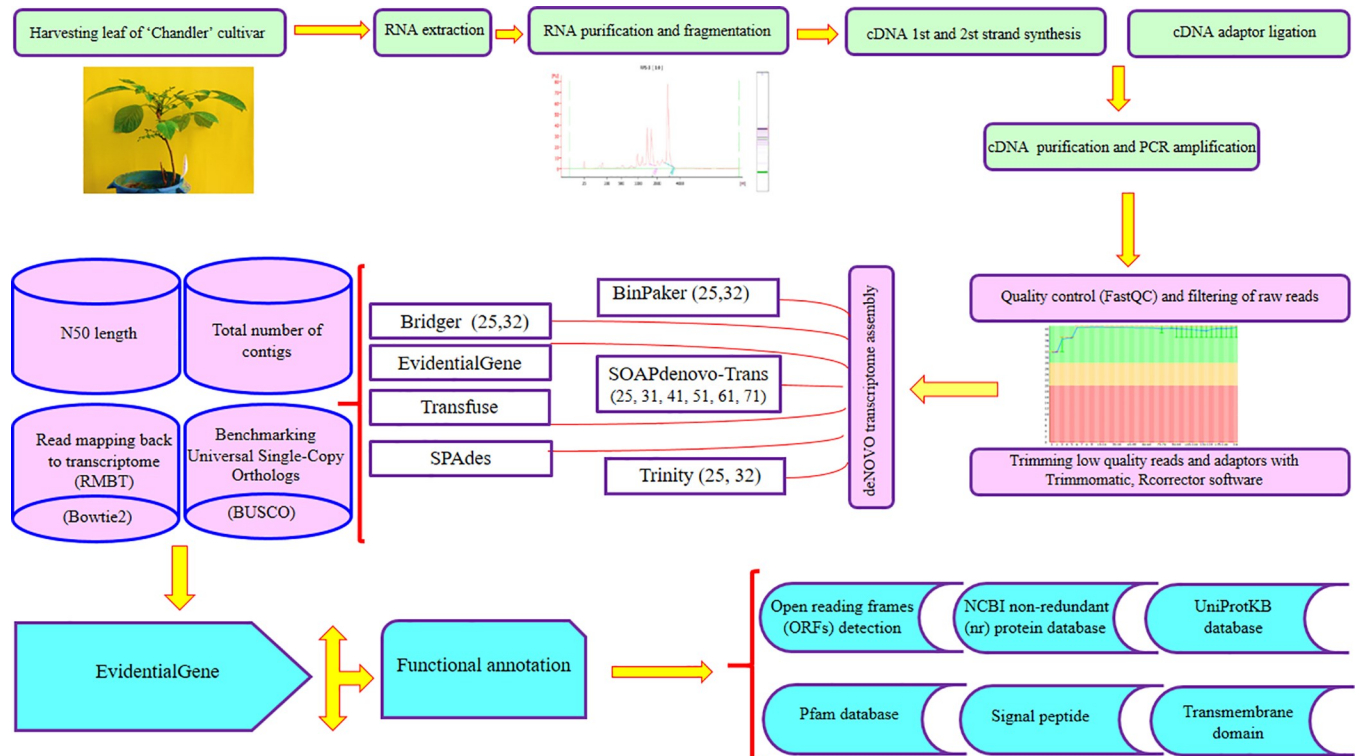 Harvesting leaf of ‘Chandler’ cultivar
RNA extraction
RNA purification and fragmentation
cDNA 1st and 2st strand synthesis
cDNA adaptor ligation
cDNA purification and PCR amplification
Quality control (FastQC) and filtering of raw reads
Trimming low quality reads and adaptors with
Trimmomatic, Rcorrector software
deNOVO transcriptome assembly
BinPaker (25,32)
Bridger (25,32)
EvidentialGene
SOAPdenovo-Trans
(25, 31, 41, 51, 61, 71)
Transfuse
SPAdes
Trinity (25, 32)
N50 length
Total number of
contigs
Read mapping back
to transcriptome
(RMBT)
(Bowtie2)
Benchmarking
Universal Single-Copy
Orthologs
(BUSCO)
EvidentialGene
Functional annotation
Open reading frames
(ORFs) detection
NCBI non-redundant
(nr) protein database
UniProtKB
database
Pfam database
Signal peptide
Transmembrane
domain